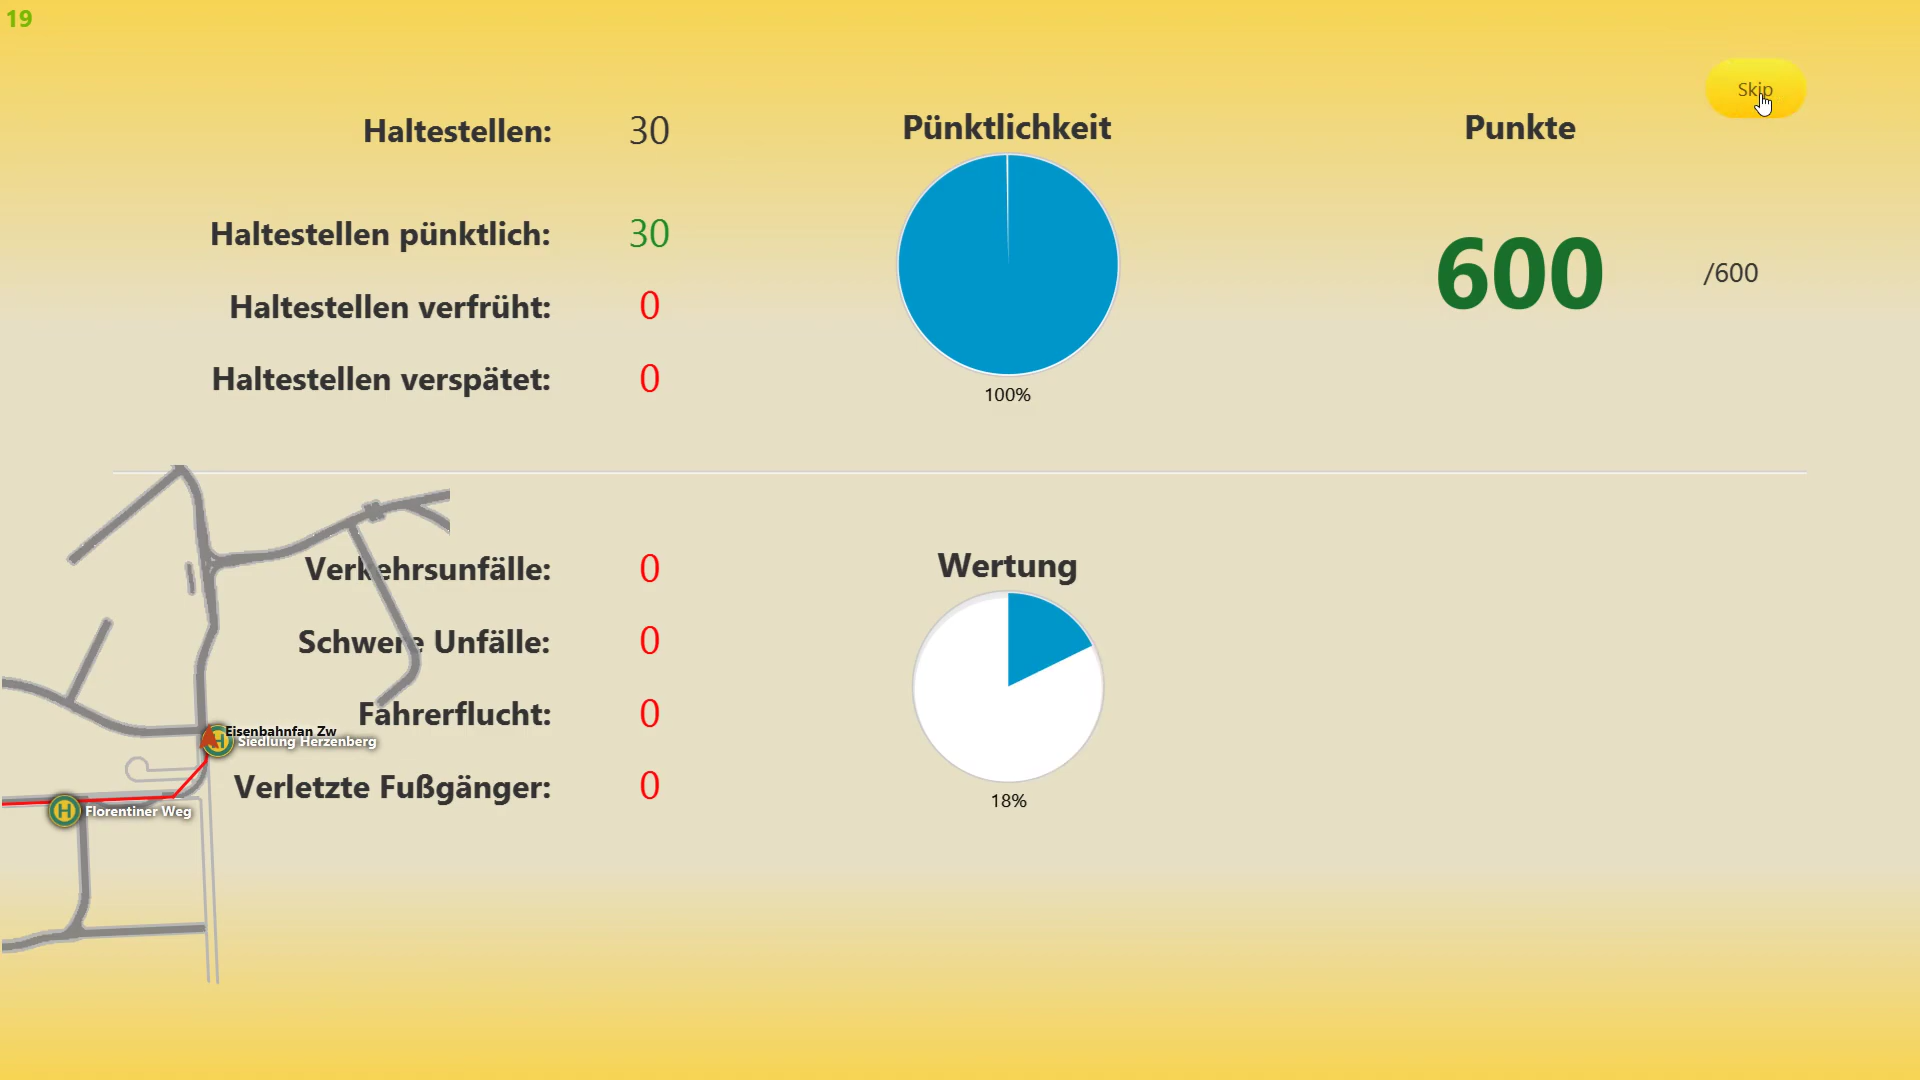 19
Skip
Haltestellen: 30
Pünktlichkeit
Punkte
Haltestellen pünktlich: 30
600 /600
Haltestellen verfrüht: 0
Haltestellen verspätet: 0
100%
Verkehrsunfälle: 0
Wertung
Schwere Unfälle: 0
Fahrerflucht: 0
Eisenbahnfan Zw
H Siedlung Herzenberg
Verletzte Fußgänger: 0
18%
H Florentiner Weg